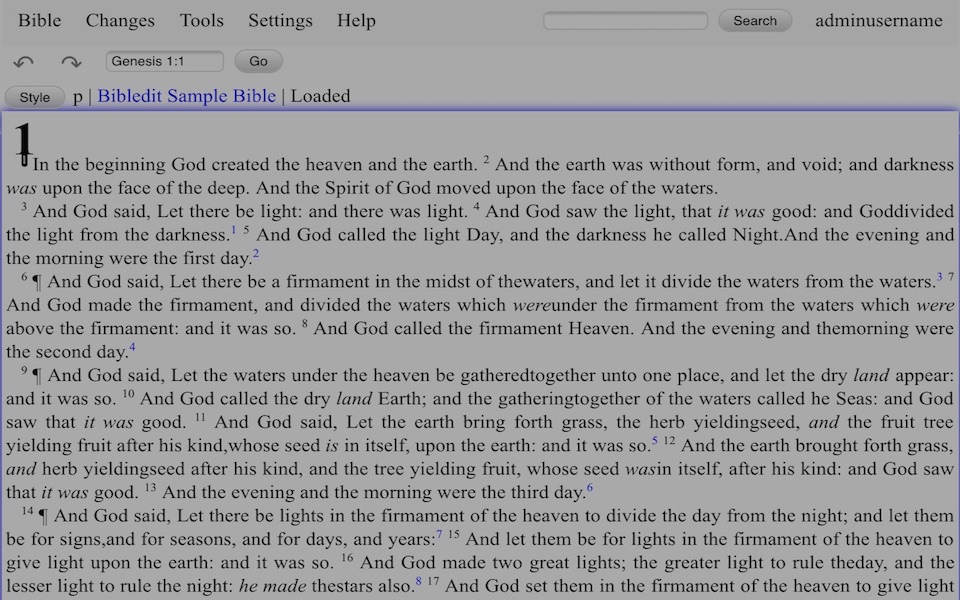 Bible Changes Tools Settings Help Search adminusername
Genesis 1:1 Go
Style p | Bibledit Sample Bible | Loaded
1
In the beginning God created the heaven and the earth. 2 And the earth was without form, and void; and darkness
was upon the face of the deep. And the Spirit of God moved upon the face of the waters.
3 And God said, Let there be light: and there was light. 4 And God saw the light, that it was good: and Goddivided
the light from the darkness.1 5 And God called the light Day, and the darkness he called Night.And the evening and
the morning were the first day.2
6 ¶ And God said, Let there be a firmament in the midst of thewaters, and let it divide the waters from the waters.3 7
And God made the firmament, and divided the waters which wereunder the firmament from the waters which were
above the firmament: and it was so. 8 And God called the firmament Heaven. And the evening and themorning were
the second day.4
9 ¶ And God said, Let the waters under the heaven be gatheredtogether unto one place, and let the dry land appear:
and it was so. 10 And God called the dry land Earth; and the gatheringtogether of the waters called he Seas: and God
saw that it was good. 11 And God said, Let the earth bring forth grass, the herb yieldingseed, and the fruit tree
yielding fruit after his kind,whose seed is in itself, upon the earth: and it was so.5 12 And the earth brought forth grass,
and herb yieldingseed after his kind, and the tree yielding fruit, whose seed wasin itself, after his kind: and God saw
that it was good. 13 And the evening and the morning were the third day.6
14 ¶ And God said, Let there be lights in the firmament of the heaven to divide the day from the night; and let them
be for signs,and for seasons, and for days, and years:7 15 And let them be for lights in the firmament of the heaven to
give light upon the earth: and it was so. 16 And God made two great lights; the greater light to rule theday, and the
lesser light to rule the night: he made thestars also.8 17 And God set them in the firmament of the heaven to give light